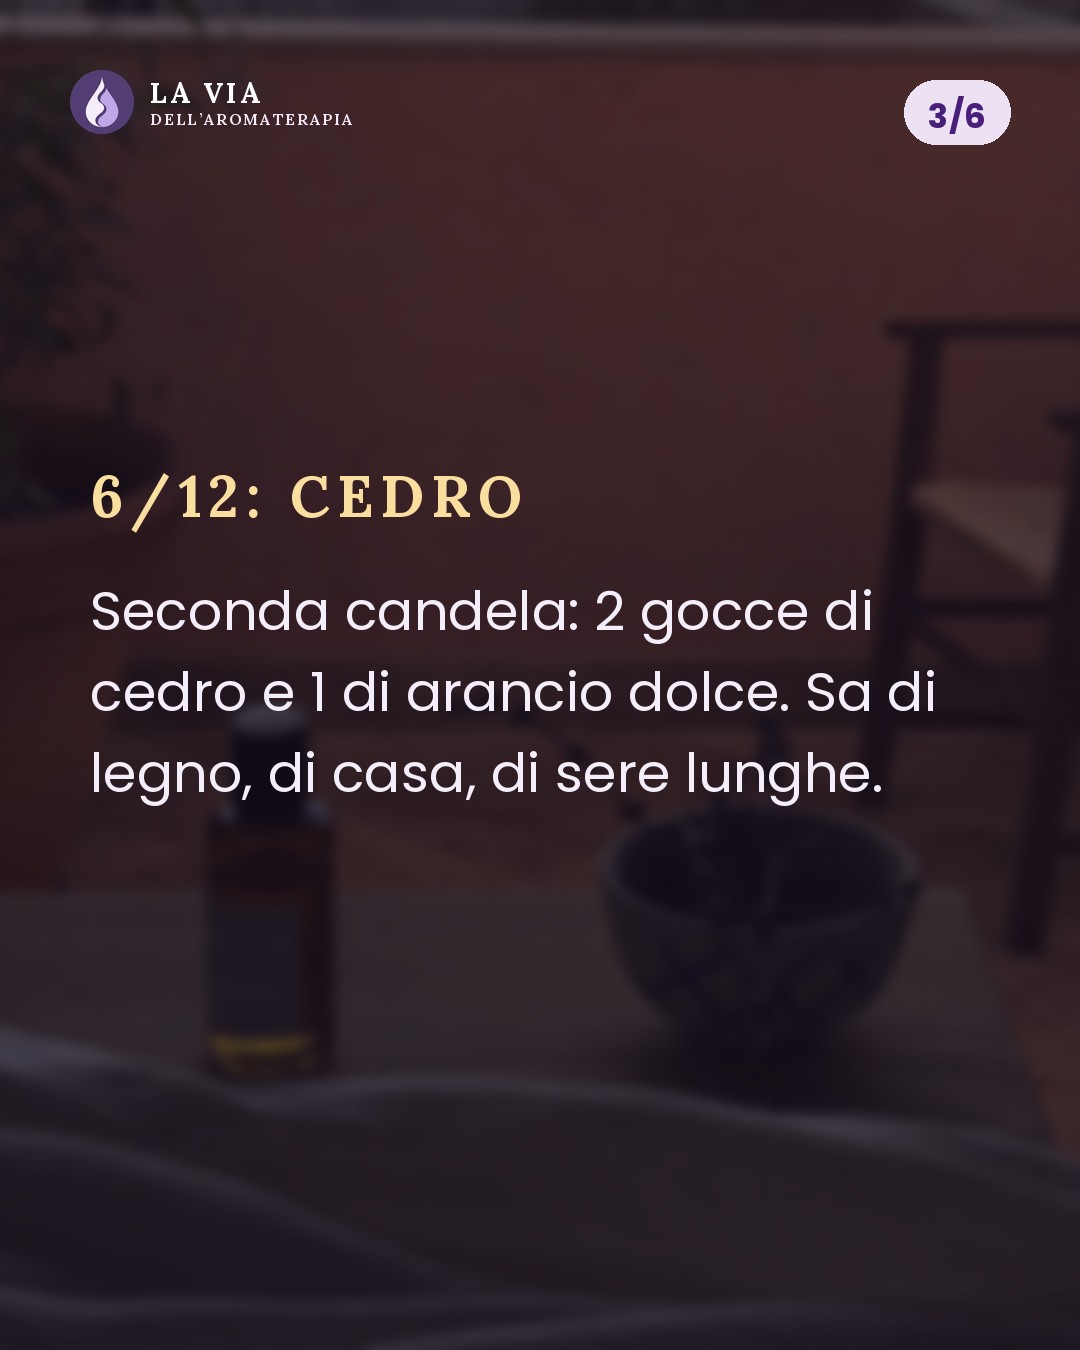 LA VIA
DELL'AROMATERAPIA
3/6
6/12: CEDRO
Seconda candela: 2 gocce di
cedro e 1 di arancio dolce. Sa di
legno, di casa, di sere lunghe.